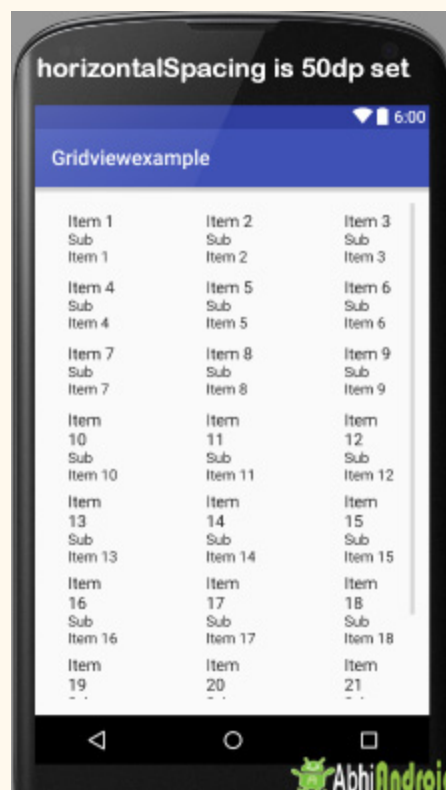 horizontalSpacing is 50dp set
6:00
Gridviewexample
Item 1 Item 2 Item 3
Sub Sub Sub
Item 1 Item 2 Item 3
Item 4 Item 5 Item 6
Sub Sub Sub
Item 4 Item 5 Item 6
Item 7 Item 8 Item 9
Sub Sub Sub
Item 7 Item 8 Item 9
Item Item Item
10 11 12
Sub Sub Sub
Item 10 Item 11 Item 12
Item Item Item
13 14 15
Sub Sub Sub
Item 13 Item 14 Item 15
Item Item Item
16 17 18
Sub Sub Sub
Item 16 Item 17 Item 18
Item Item Item
19 20 21
AbhiAndroid